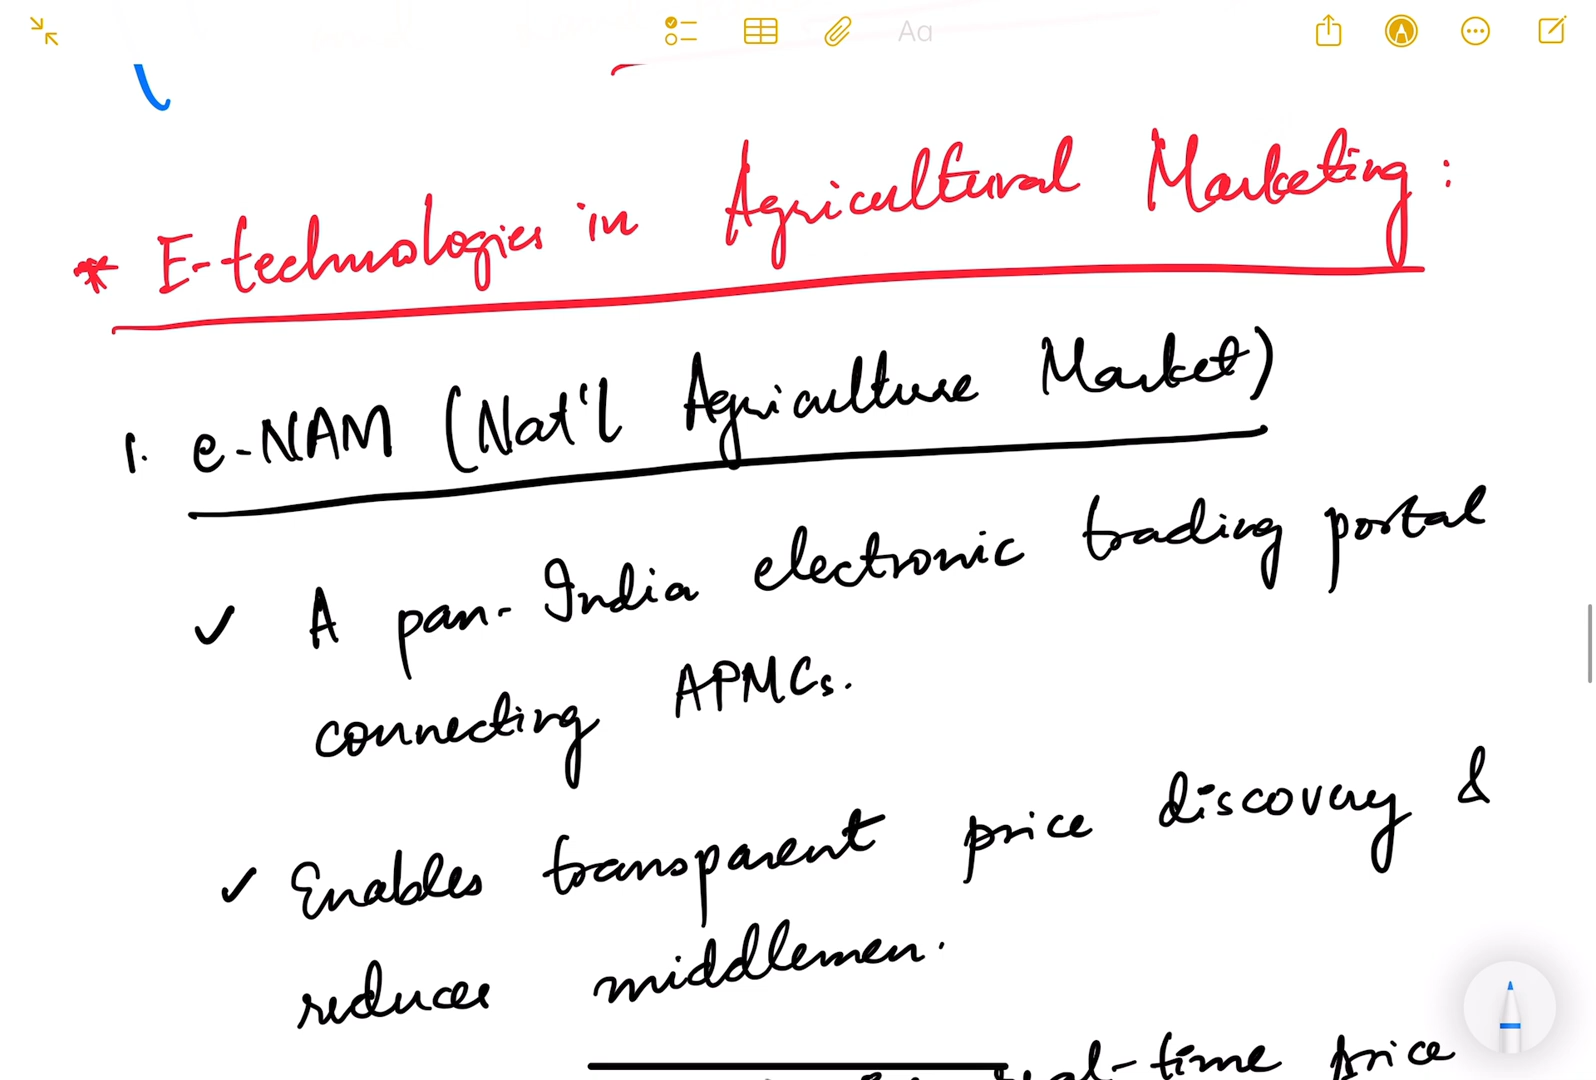 Aa
* E-technologies in Agricultural Marketing:
1. e-NAM (Nat'l Agriculture Market)
✓ A pan-India electronic trading portal
connecting APMCs.
✓ Enables transparent price discovery &
reduces middlemen.
real-time price